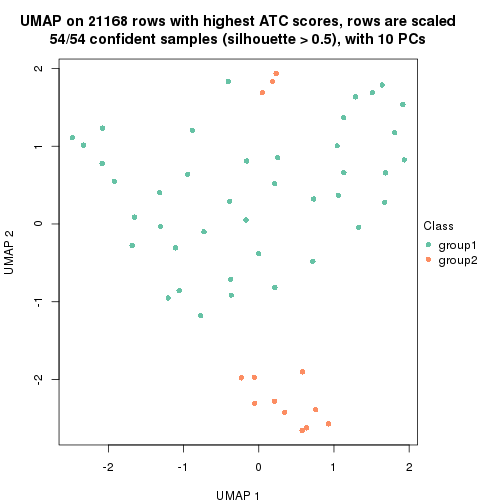 UMAP on 21168 rows with highest ATC scores, rows are scaled
54/54 confident samples (silhouette > 0.5), with 10 PCs
2
1
0
-1
-2
UMAP 2
-2
-1
0
1
2
UMAP 1
Class
group1
group2